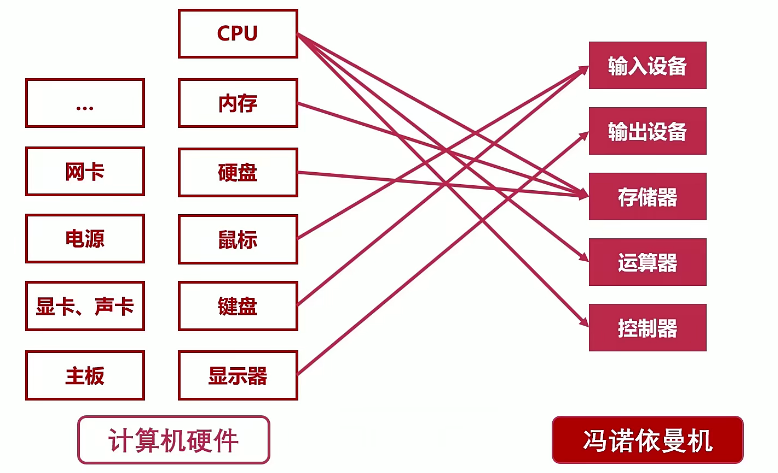 CPU
...
内存
网卡
硬盘
电源
鼠标
显卡、声卡
键盘
主板
显示器
计算机硬件
输入设备
输出设备
存储器
运算器
控制器
冯诺依曼机